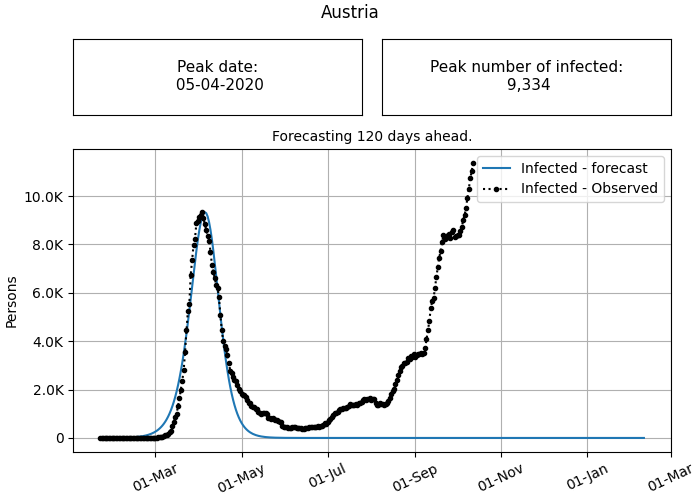 Austria
Peak date:
05-04-2020
Peak number of infected:
9,334
Forecasting 120 days ahead.
Infected - forecast
Infected - Observed
Persons
10.0K
8.0K
6.0K
4.0K
2.0K
0
01-Mar
01-May
01-Jul
01-Sep
01-Nov
01-Jan
01-Mar